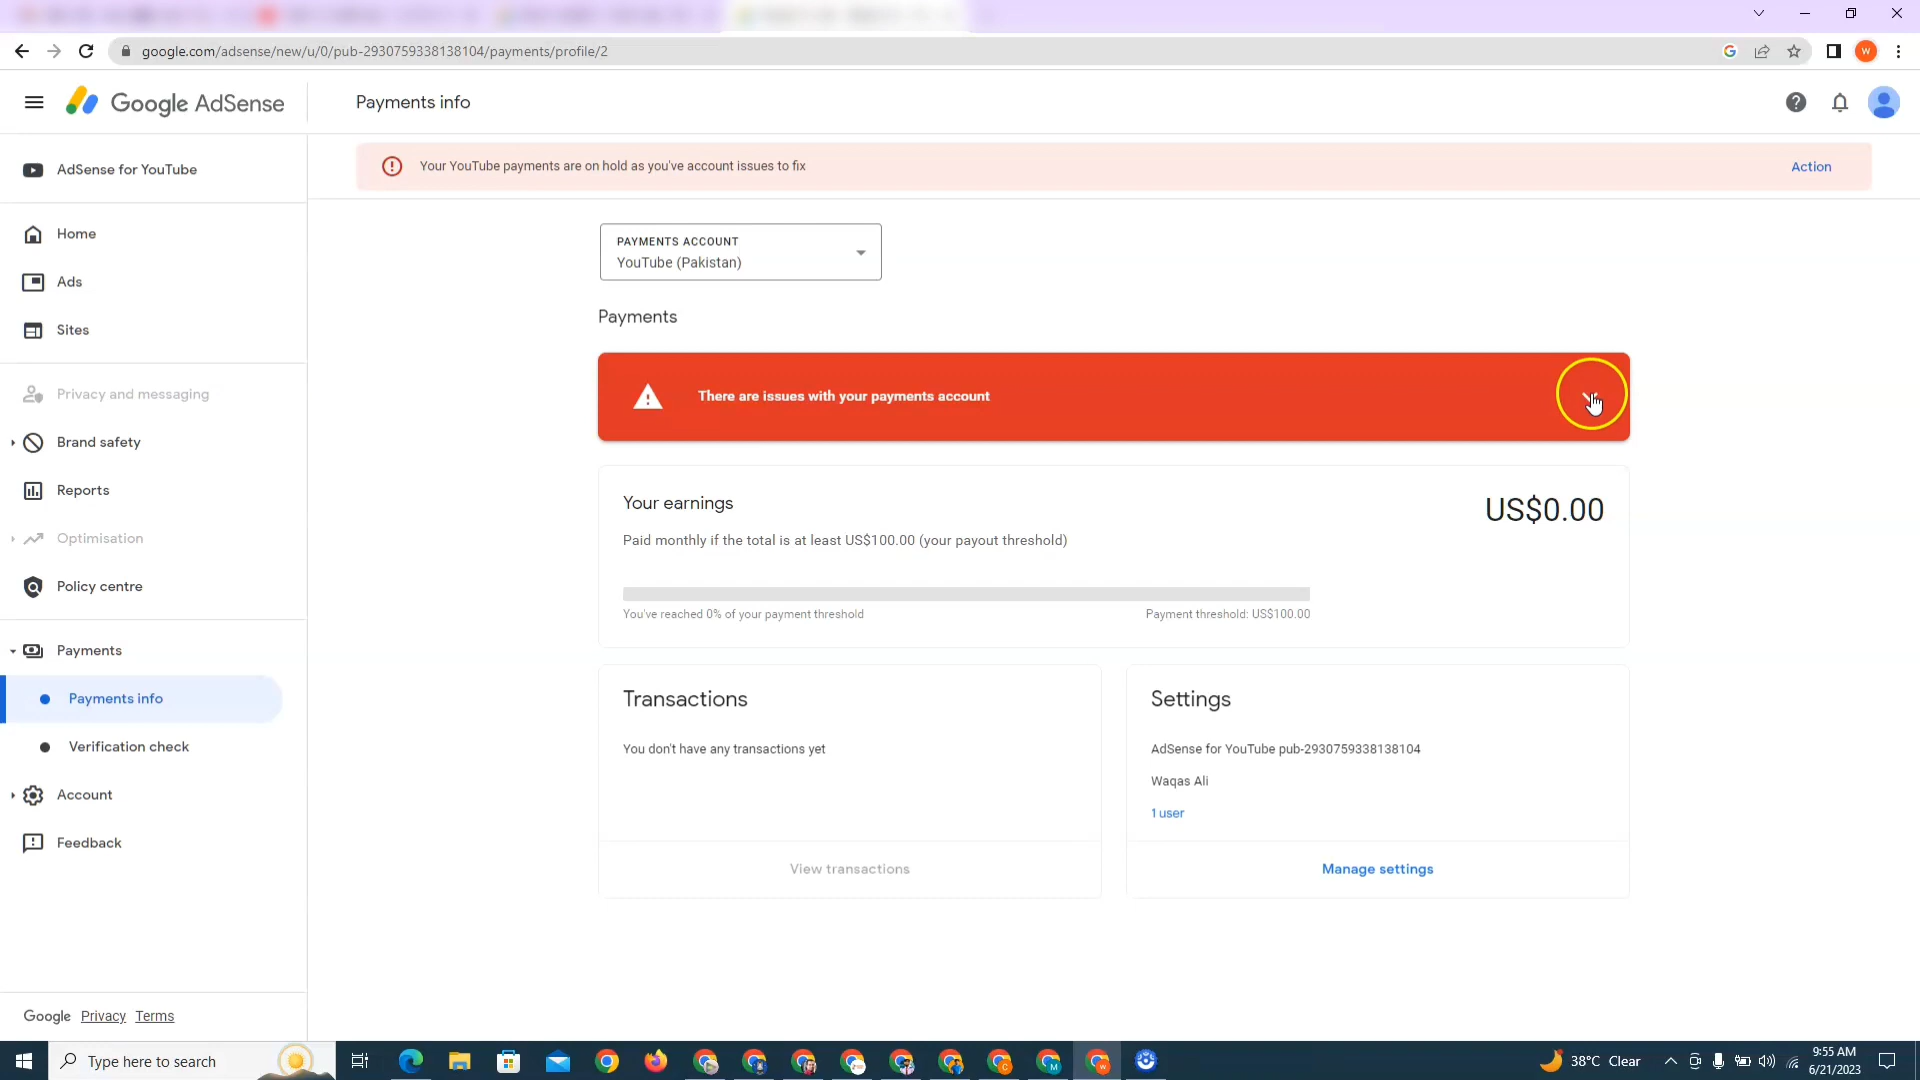 google.com/adsense/new/u/0/pub-2930759338138104/payments/profile/2
W
Google AdSense
Payments info
AdSense for YouTube
Your YouTube payments are on hold as you've account issues to fix
Action
Home
Ads
Sites
Privacy and messaging
Brand safety
Reports
Optimisation
Policy centre
Payments
Payments info
Verification check
Account
Feedback
Google Privacy Terms
PAYMENTS ACCOUNT
YouTube (Pakistan)
Payments
There are issues with your payments account
Your earnings
US$0.00
Paid monthly if the total is at least US$100.00 (your payout threshold)
You've reached 0% of your payment threshold
Payment threshold: US$100.00
Transactions
You don't have any transactions yet
View transactions
Settings
AdSense for YouTube pub-2930759338138104
Waqas Ali
1 user
Manage settings
Type here to search
38°C Clear
9:55 AM
6/21/2023